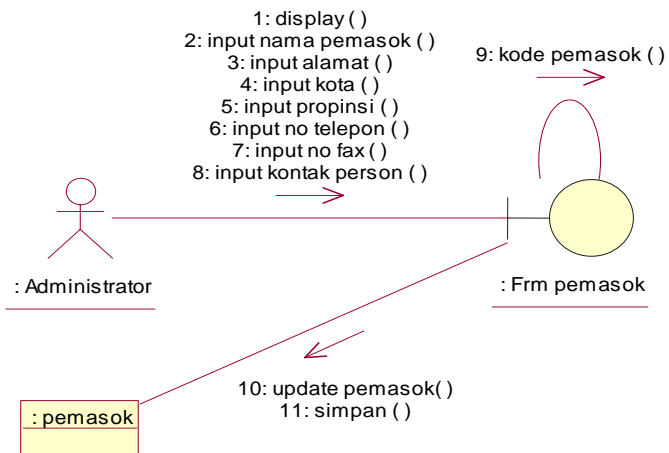 1: display ( )
2: input nama pemasok ( )
3: input alamat ( )
4: input kota ( )
5: input propinsi ( )
6: input no telepon ( )
7: input no fax ( )
8: input kontak person ( )
9: kode pemasok ( )
: Administrator
: Frm pemasok
10: update pemasok( )
11: simpan ( )
: pemasok